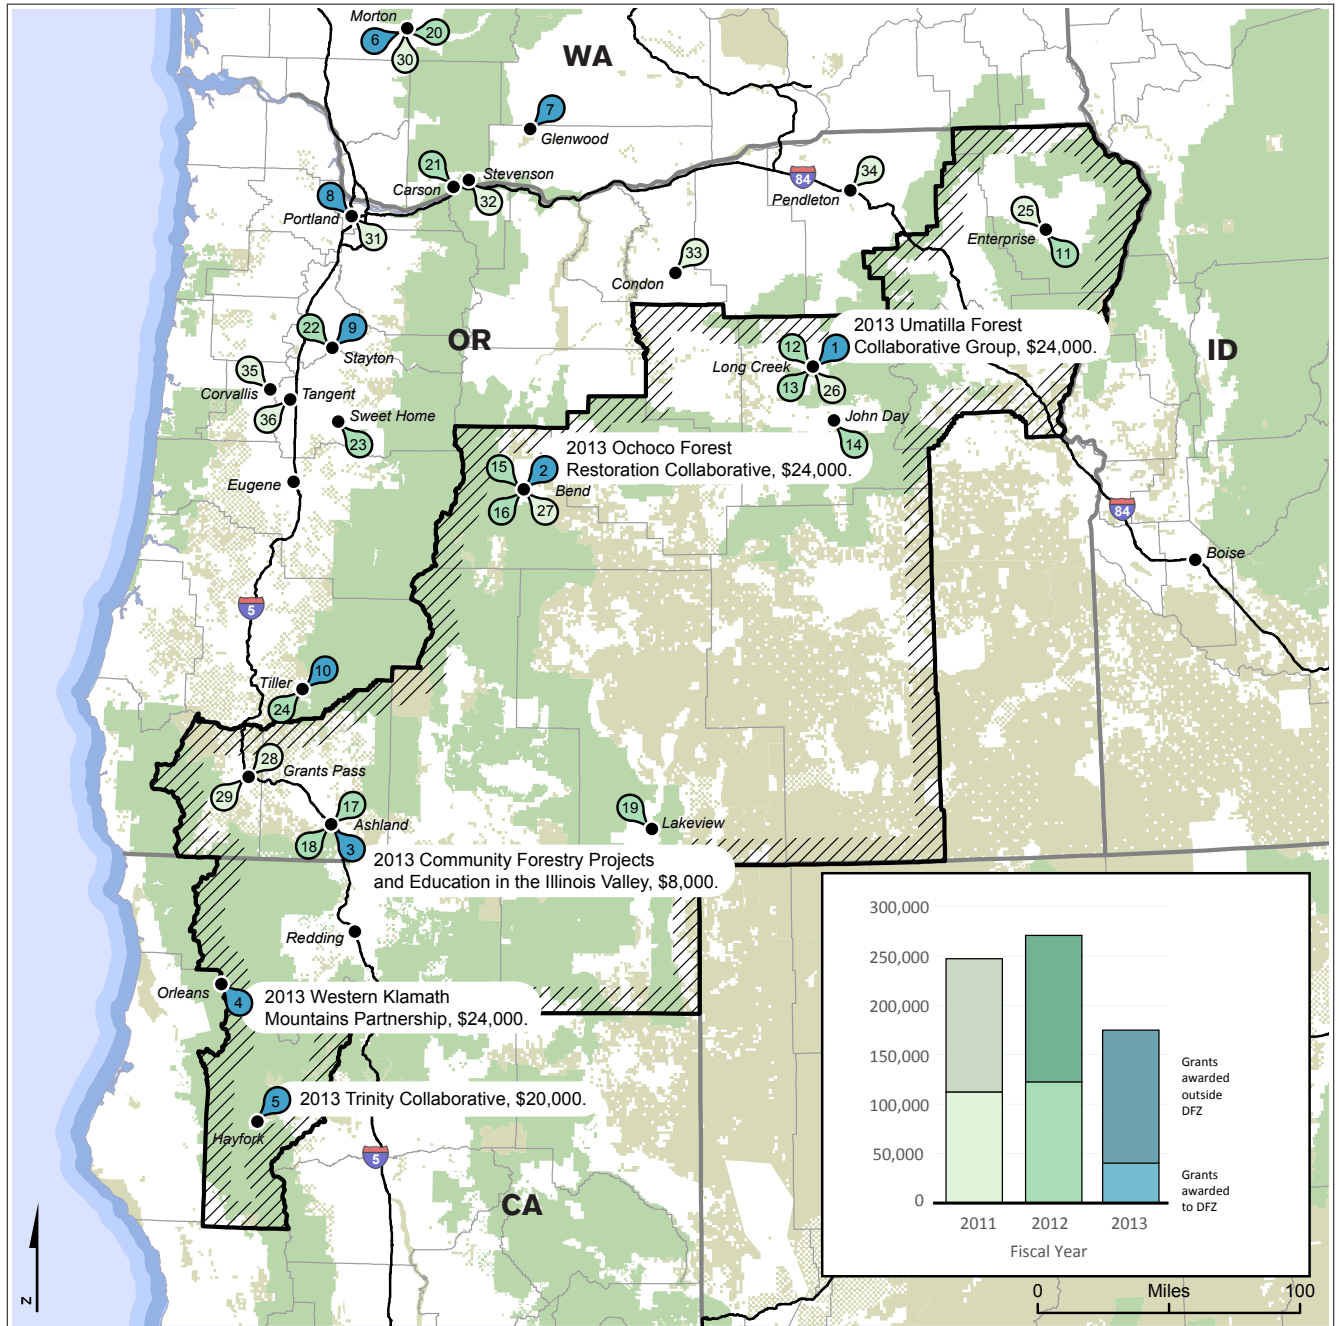 Morton
6
20
30
WA
7
Glenwood
21
Stevenson
Carson
32
8
Portland
31
84
34
Pendleton
25
Enterprise
11
33
Condon
22
9
Stayton
OR
2013 Umatilla Forest
Collaborative Group, $24,000.
12
1
Long Creek
13
26
ID
35
Corvallis
Tangent
36
Sweet Home
23
John Day
14
2013 Ochoco Forest
Restoration Collaborative, $24,000.
15
2
Bend
16
27
Eugene
84
Boise
5
10
Tiller
24
28
Grants Pass
29
17
Ashland
18
3
19
Lakeview
2013 Community Forestry Projects
and Education in the Illinois Valley, $8,000.
Redding
Orleans
4
2013 Western Klamath
Mountains Partnership, $24,000.
5
2013 Trinity Collaborative, $20,000.
Hayfork
5
CA
300,000
250,000
200,000
150,000
100,000
50,000
0
2011
2012
2013
Fiscal Year
Grants
awarded
outside
DFZ
Grants
awarded
to DFZ
N
0
Miles
100